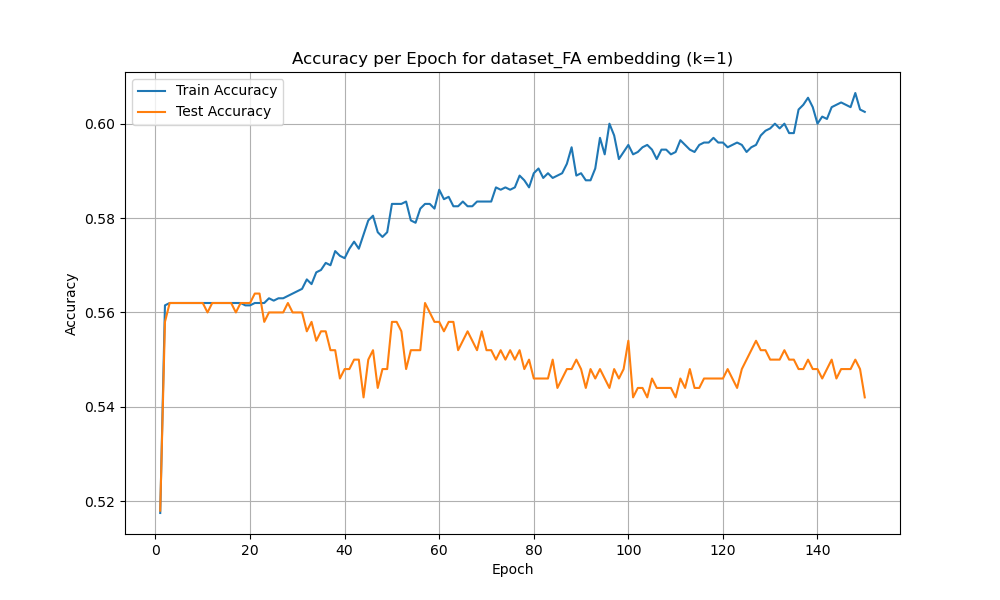 Accuracy per Epoch for dataset_FA embedding (k=1)
Train Accuracy
Test Accuracy
0.60
0.58
0.56
0.54
0.52
Accuracy
0 20 40 60 80 100 120 140
Epoch